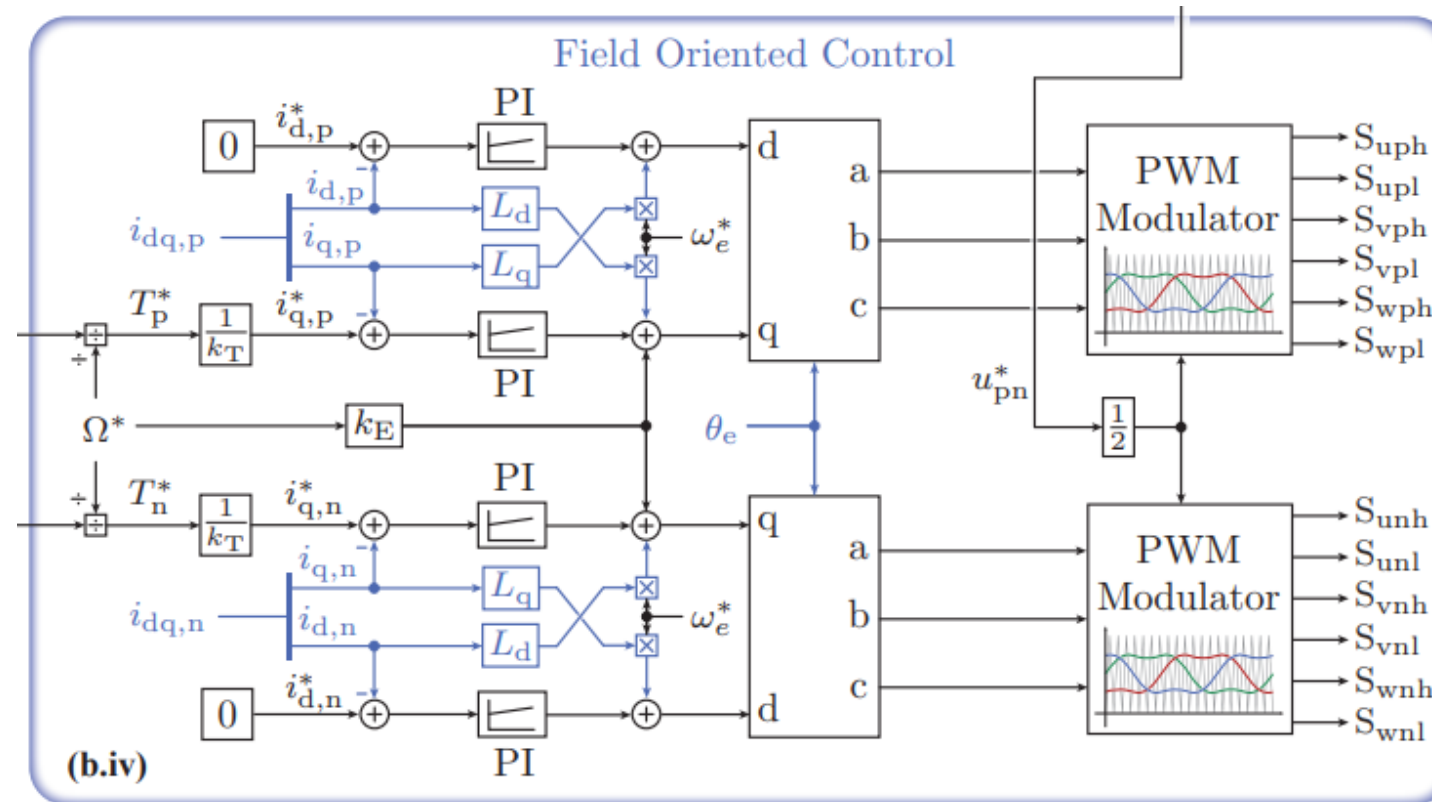 Field Oriented Control
0
i*d,p
PI
d
a
PWM
Modulator
Suph
Supl
Svph
Svpl
Swph
Swpl
-
id,p
Ld
idq,p
iq,p
Lq
ω*e
b
T*p
1/kT
i*q,p
-
÷
÷
PI
q
c
Ω*
kE
θe
u*pn
1/2
÷
÷
T*n
1/kT
i*q,n
PI
q
a
PWM
Modulator
Sunh
Sunl
Svnh
Svnl
Swnh
Swnl
-
iq,n
Lq
idq,n
id,n
Ld
ω*e
b
0
i*d,n
-
PI
d
c
(b.iv)